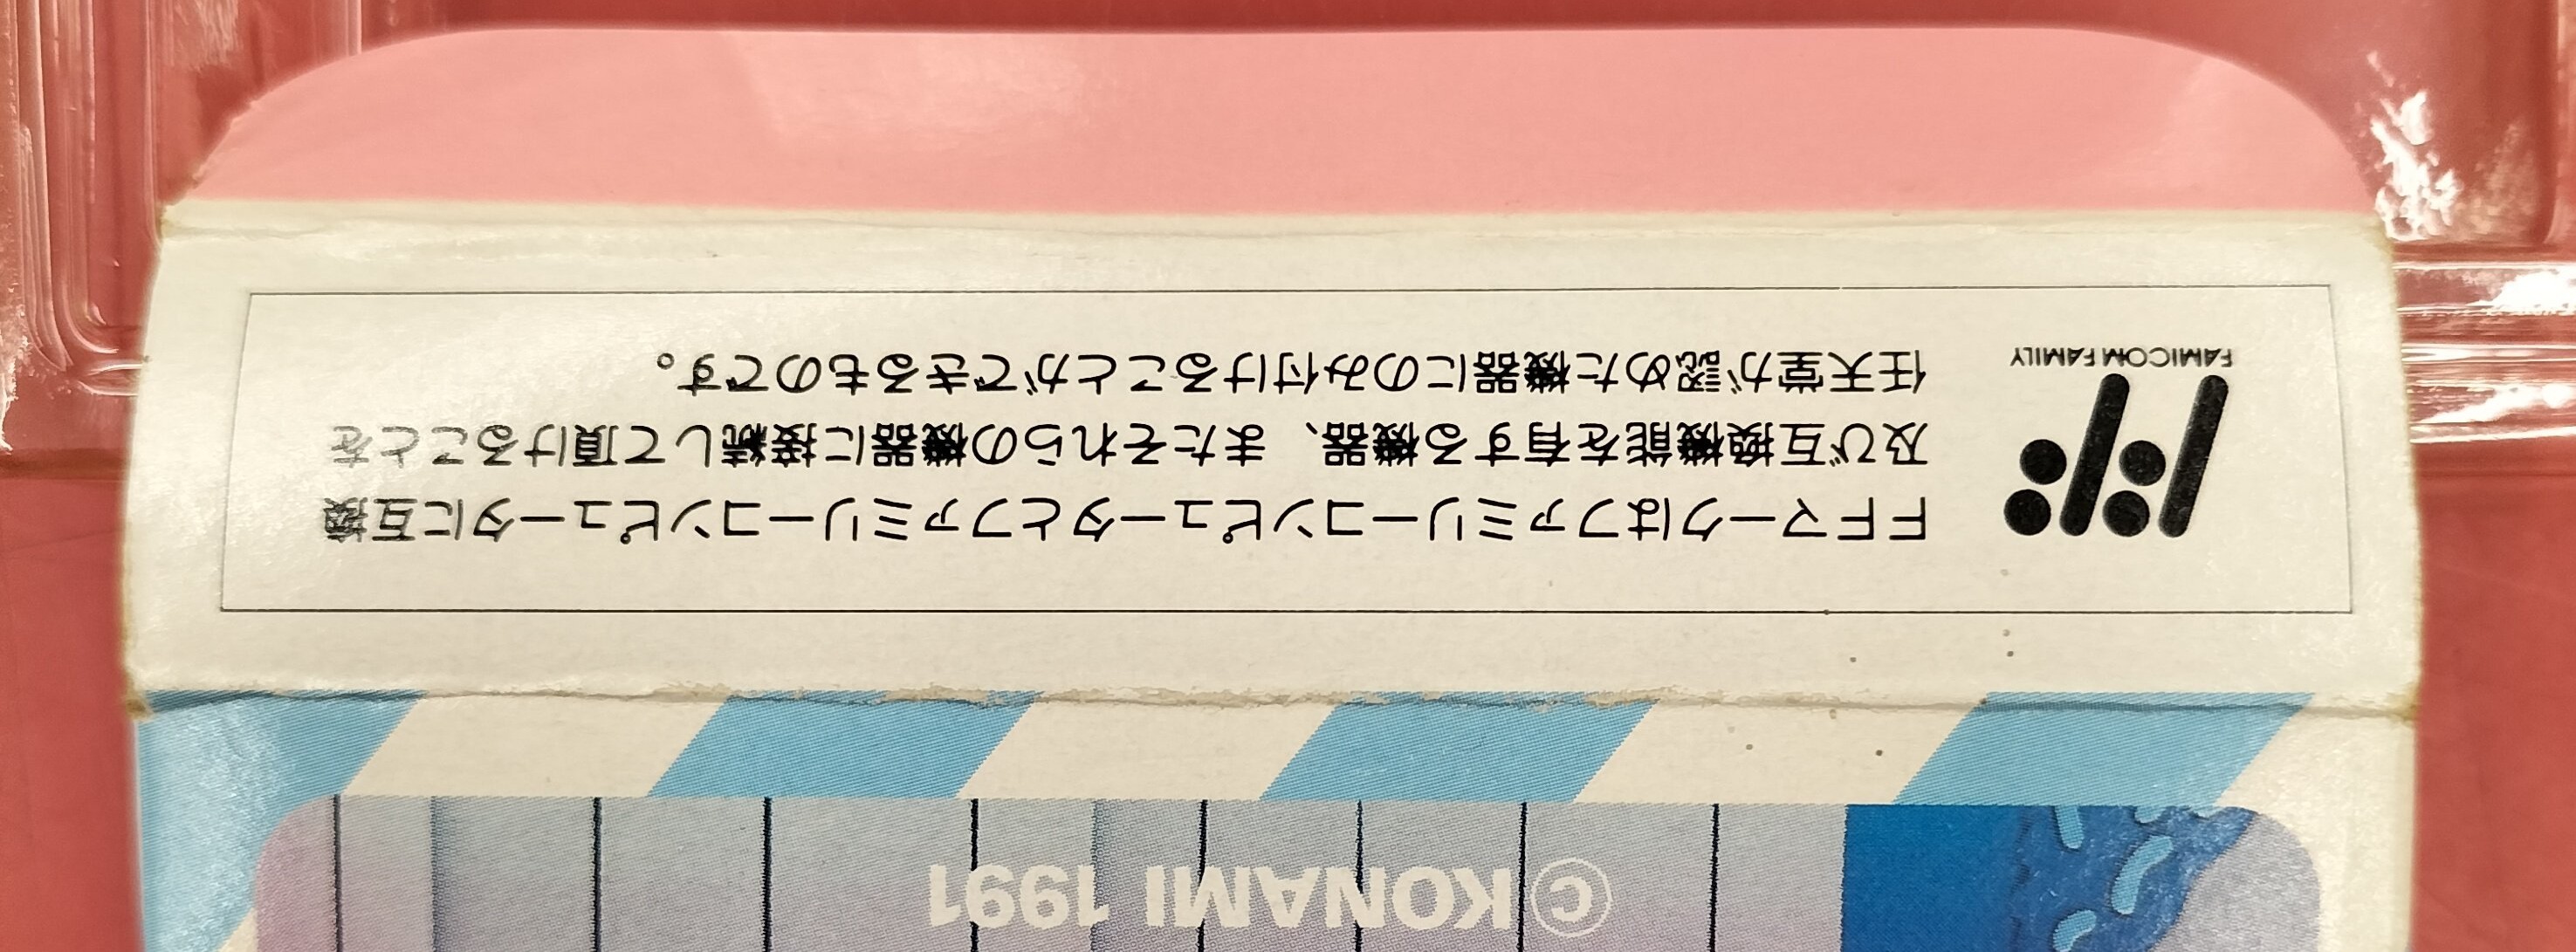 FAMICOM FAMILY
FFマークはファミリーコンピュータとファミリーコンピュータに互換
及び互換機能を有する機器、またそれらの機器に接続して頂けることを
任天堂が認めた機器にのみ付けることができるものです。
©KONAMI 1991